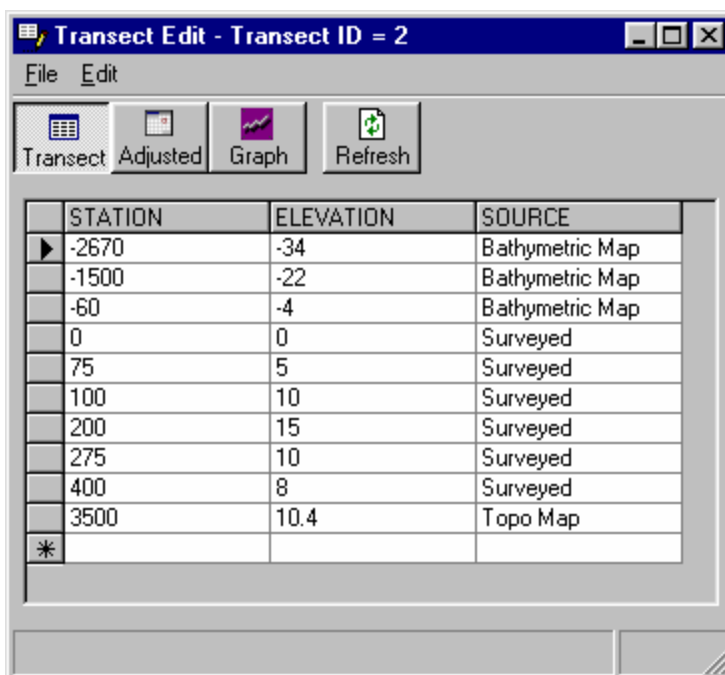 Transect Edit - Transect ID = 2
File Edit
Transect Adjusted Graph Refresh
STATION ELEVATION SOURCE
-2670 -34 Bathymetric Map
-1500 -22 Bathymetric Map
-60 -4 Bathymetric Map
0 0 Surveyed
75 5 Surveyed
100 10 Surveyed
200 15 Surveyed
275 10 Surveyed
400 8 Surveyed
3500 10.4 Topo Map